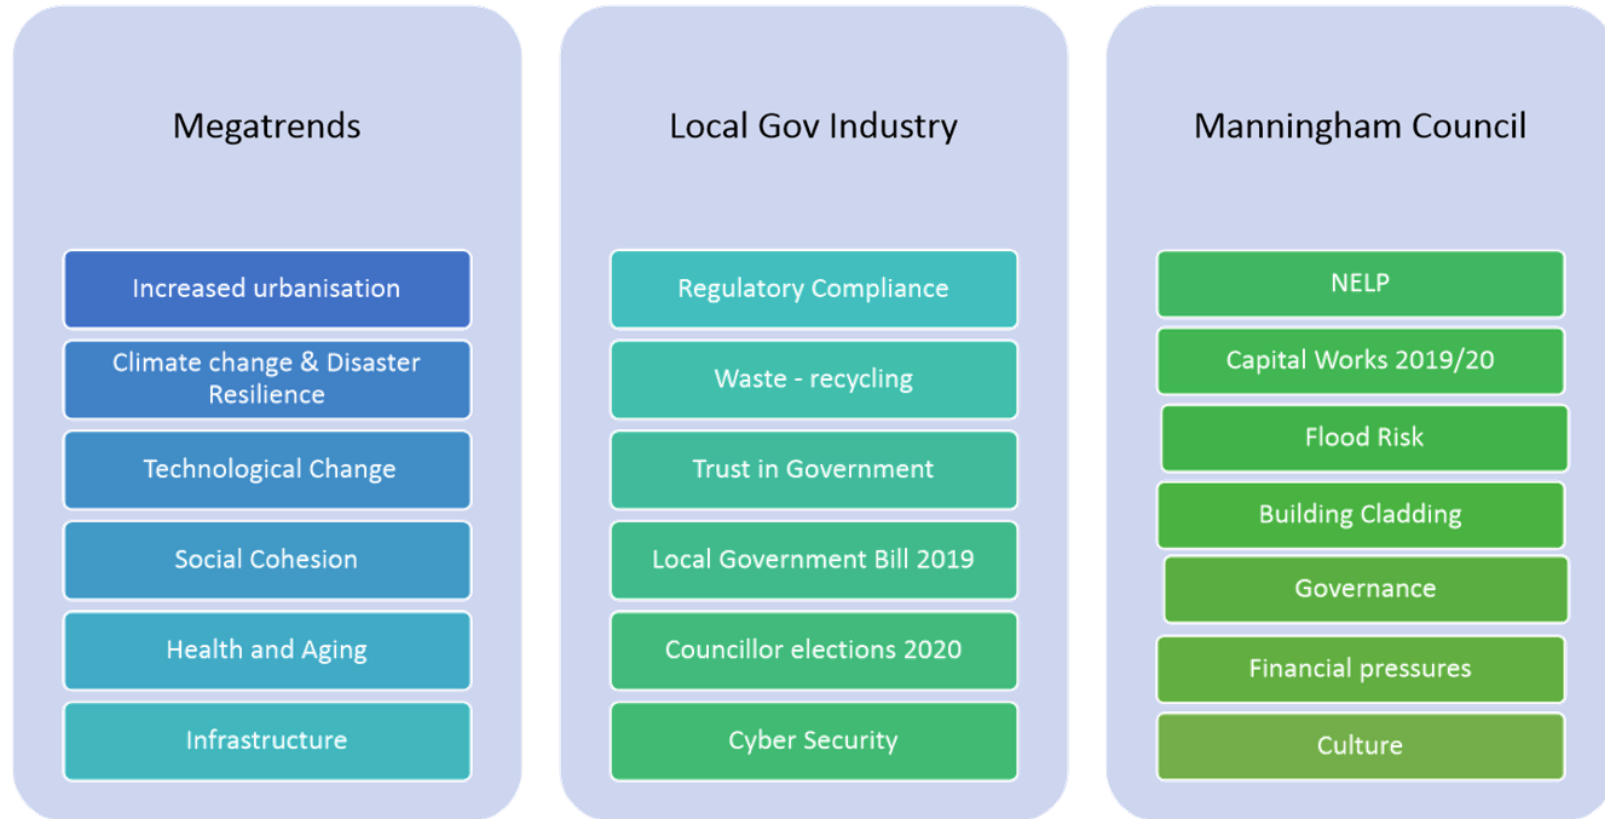 Megatrends
Increased urbanisation
Climate change & Disaster
Resilience
Technological Change
Social Cohesion
Health and Aging
Infrastructure
Local Gov Industry
Regulatory Compliance
Waste - recycling
Trust in Government
Local Government Bill 2019
Councillor elections 2020
Cyber Security
Manningham Council
NELP
Capital Works 2019/20
Flood Risk
Building Cladding
Governance
Financial pressures
Culture